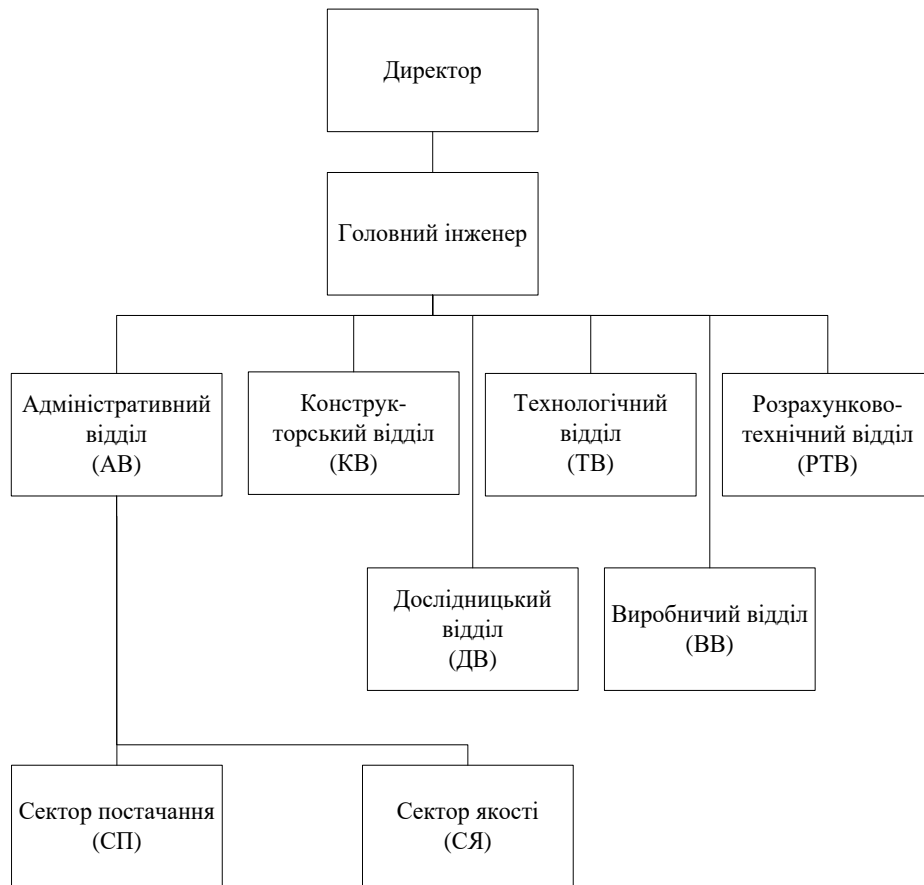 Директор
Головний інженер
Адміністративний
відділ
(АВ)
Конструк-
торський відділ
(КВ)
Технологічний
відділ
(ТВ)
Розрахунково-
технічний відділ
(РТВ)
Дослідницький
відділ
(ДВ)
Виробничий відділ
(ВВ)
Сектор постачання
(СП)
Сектор якості
(СЯ)